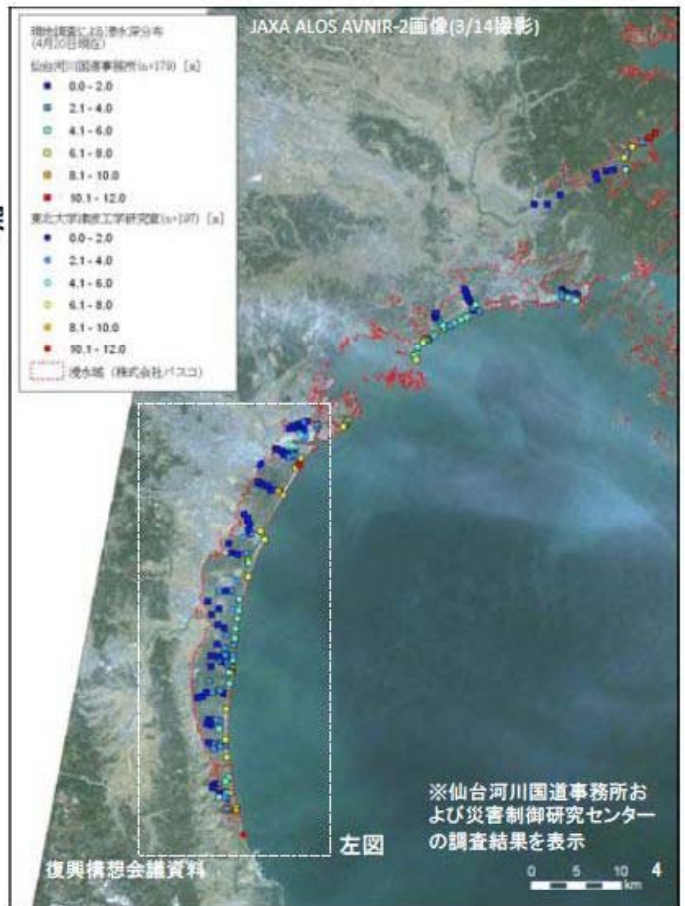 JAXA ALOS AVNIR-2画像(3/14撮影)
現地調査による浸水深分布
(4月20日現在)
仙台河川国道事務所(n=179) [m]
0.0 - 2.0
2.1 - 4.0
4.1 - 6.0
6.1 - 8.0
8.1 - 10.0
10.1 - 12.0
東北大学津波工学研究室(n=197) [m]
0.0 - 2.0
2.1 - 4.0
4.1 - 6.0
6.1 - 8.0
8.1 - 10.0
10.1 - 12.0
浸水域 (株式会社パスコ)
※仙台河川国道事務所お
よび災害制御研究センター
の調査結果を表示
左図
復興構想会議資料
0 5 10
km
4